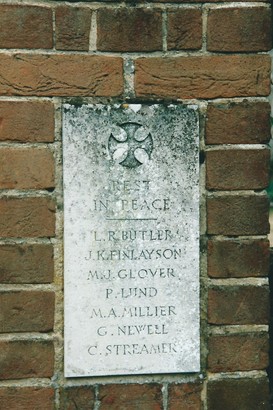 REST
IN PEACE
L.R BUTLER
J.K.FINLAYSON
M.J.GLOVER
P.LUND
M.A.MILLIER
G.NEWELL
C.STREAMER